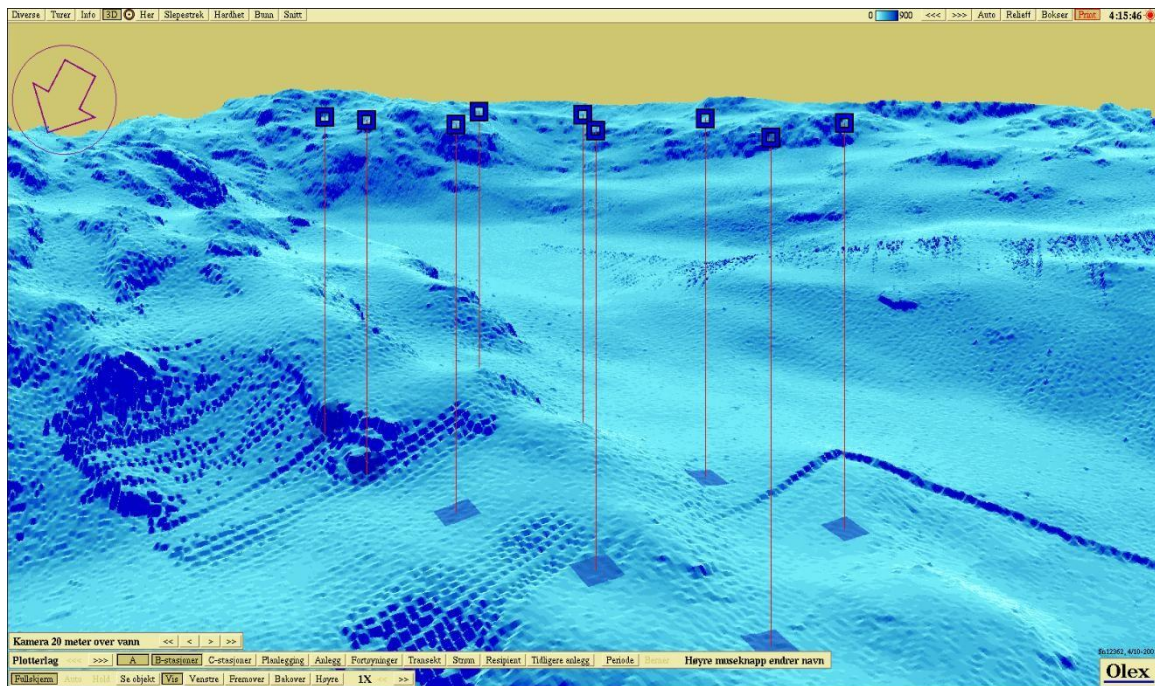 Diverse Turer Info 3D Her Slepestrek Hardhet Bunn Snitt 0 900 <<< >>> Auto Relieff Bokser Print 4:15:46
Kamera 20 meter over vann << < > >>
Plotterlag <<< >>> A B-stasjoner C-stasjoner Planlegging Anlegg Fortøyninger Transekt Strøm Resipient Tidligere anlegg Periode Høyre museknapp endrer navn
Fullskjerm Auto Hold Se objekt Vis Venstre Fremover Bakover Høyre 1X << >>
Olex